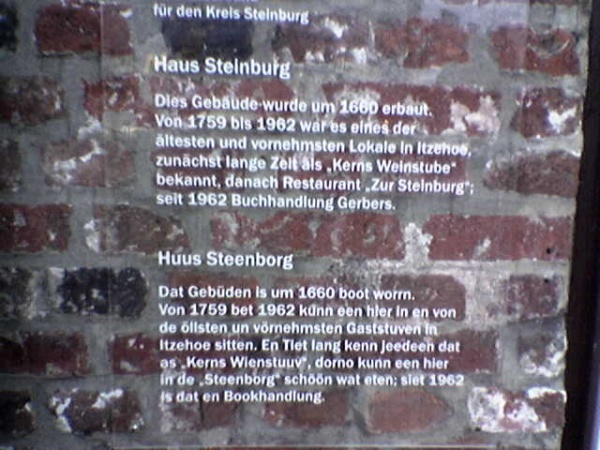 für den Kreis Steinburg
Haus Steinburg
Dies Gebäude wurde um 1660 erbaut.
Von 1759 bis 1962 war es eines der
ältesten und vornehmsten Lokale in Itzehoe,
zunächst lange Zeit als „Kerns Weinstube“
bekannt, danach Restaurant „Zur Steinburg“;
seit 1962 Buchhandlung Gerbers.
Huus Steenborg
Dat Gebüden is um 1660 boot worrn.
Von 1759 bet 1962 kunn een hier in en von
de öllsten un vörnehmsten Gaststuven in
Itzehoe sitten. En Tiet lang kenn jeedeen dat
as „Kerns Wienstuuv“, dorno kunn een hier
in de „Steenborg“ schöön wat eten; siet 1962
is dat en Bookhandlung.